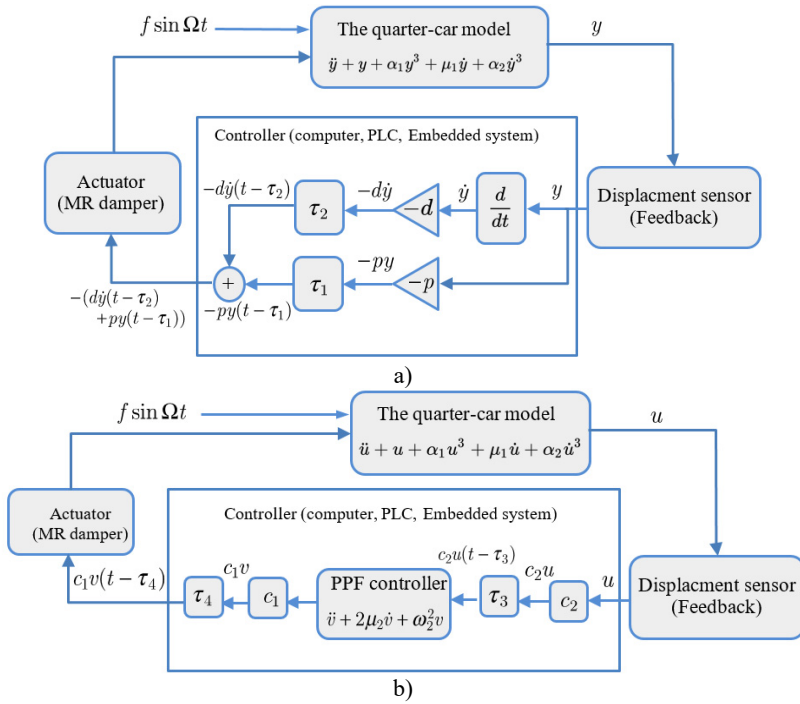 f sin Ωt
The quarter-car model
ÿ + y + α₁y³ + μ₁ẏ + α₂ẏ³
y
Controller (computer, PLC, Embedded system)
Actuator
(MR damper)
−dẏ(t − τ₂)
τ₂
−dẏ
−d
ẏ
d/dt
y
Displacment sensor
(Feedback)
+
τ₁
−py
−p
−py(t − τ₁)
−(dẏ(t − τ₂)
+py(t − τ₁))
a)
f sin Ωt
The quarter-car model
ü + u + α₁u³ + μ₁u̇ + α₂u̇³
u
Controller (computer, PLC, Embedded system)
Actuator
(MR damper)
c₁v(t − τ₄)
τ₄
c₁v
c₁
PPF controller
v̈ + 2μ₂v̇ + ω₂²v
c₂u(t − τ₃)
τ₃
c₂u
c₂
u
Displacment sensor
(Feedback)
b)